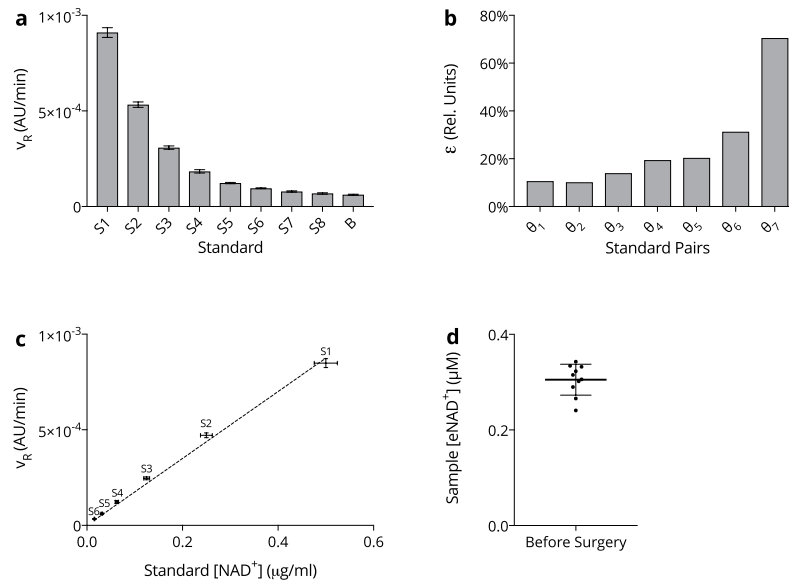 a
1×10⁻³
5×10⁻⁴
0
v_R (AU/min)
S1 S2 S3 S4 S5 S6 S7 S8 B
Standard
b
80%
60%
40%
20%
0%
ε (Rel. Units)
θ₁ θ₂ θ₃ θ₄ θ₅ θ₆ θ₇
Standard Pairs
c
1×10⁻³
5×10⁻⁴
0
v_R (AU/min)
S1
S2
S3
S4
S5
S6
0.0 0.2 0.4 0.6
Standard [NAD⁺] (μg/ml)
d
0.4
0.2
0.0
Sample [eNAD⁺] (μM)
Before Surgery